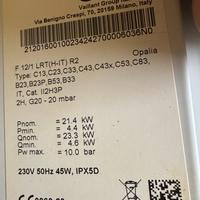 Vaillant Group Italia
Via Benigno Crespi, 70, 20159 Milano, Italy
21201600100234242700006036N0
Opalia
F 12/1 LRT(H-IT) R2
Type: C13,C23,C33,C43,C43x,C53,C83,
B23,B23P,B53,B33
IT, Cat. II2H3P
2H, G20 - 20 mbar
Pnom. = 21.4 kW
Pmin = 4.4 kW
Qnom. = 24.3 kW
Qmin = 4.6 kW
Pw max. = 10.0 bar
230V 50Hz 45W, IPX5D